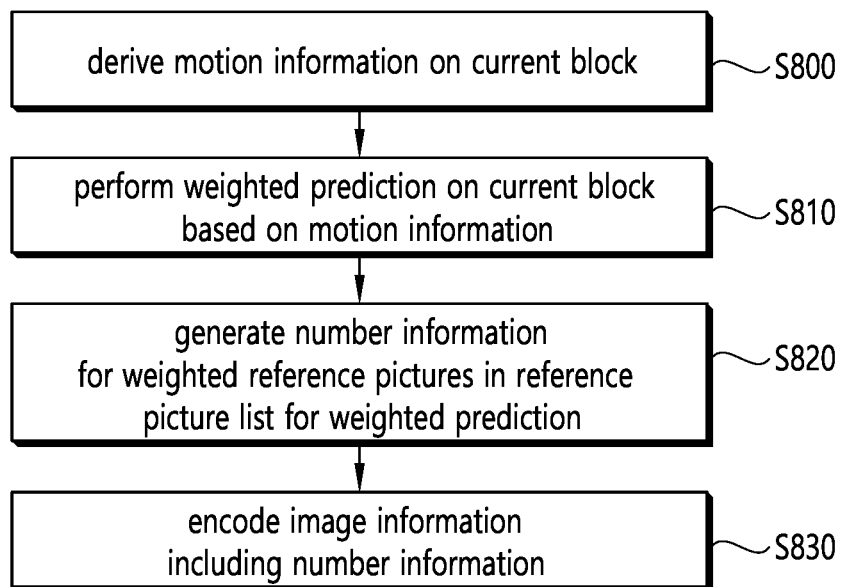 derive motion information on current block
S800
perform weighted prediction on current block
based on motion information
S810
generate number information
for weighted reference pictures in reference
picture list for weighted prediction
S820
encode image information
including number information
S830